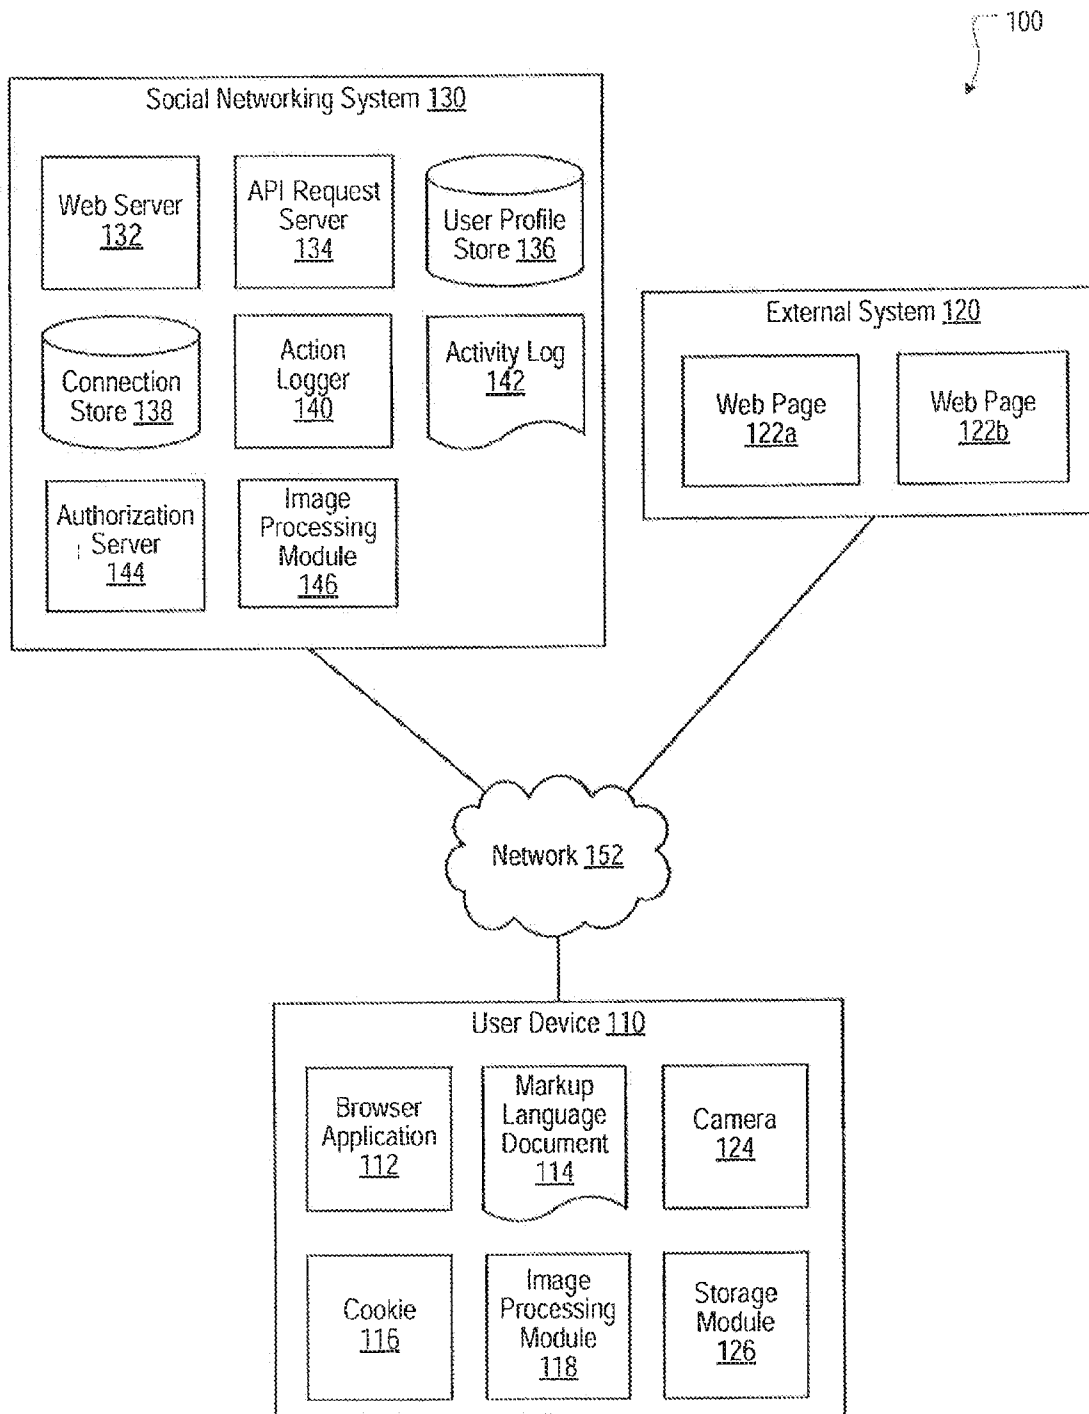 100
Social Networking System 130
Web Server
132
API Request
Server
134
User Profile
Store 136
Connection
Store 138
Action
Logger
140
Activity Log
142
Authorization
Server
144
Image
Processing
Module
146
External System 120
Web Page
122a
Web Page
122b
Network 152
User Device 110
Browser
Application
112
Markup
Language
Document
114
Camera
124
Cookie
116
Image
Processing
Module
118
Storage
Module
126